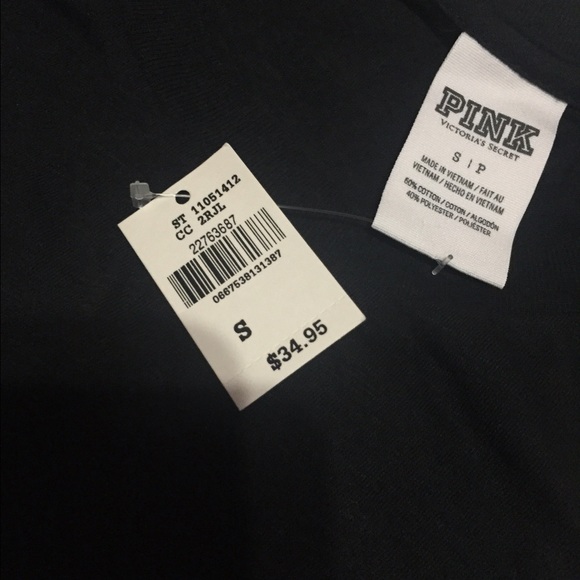 PINK
VICTORIA'S SECRET
S | P
MADE IN VIETNAM / FAIT AU
VIETNAM / HECHO EN VIETNAM
60% COTTON / COTON / ALGODÓN
40% POLYESTER / POLIÉSTER
ST 11051412
CC 2RJL
22763687
0667538131387
S
$34.95